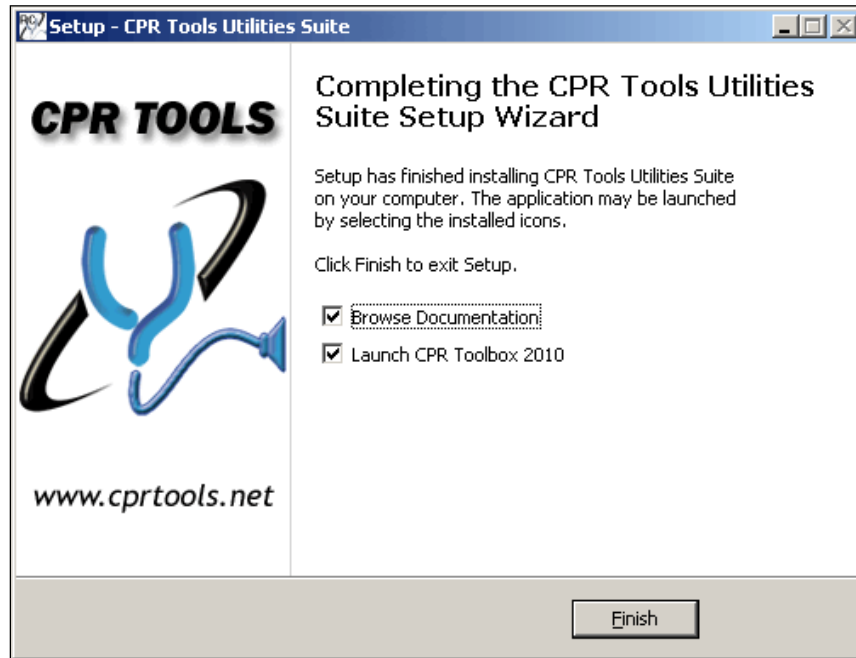 Setup - CPR Tools Utilities Suite
CPR TOOLS
www.cprtools.net
Completing the CPR Tools Utilities
Suite Setup Wizard
Setup has finished installing CPR Tools Utilities Suite
on your computer. The application may be launched
by selecting the installed icons.
Click Finish to exit Setup.
Browse Documentation
Launch CPR Toolbox 2010
Finish